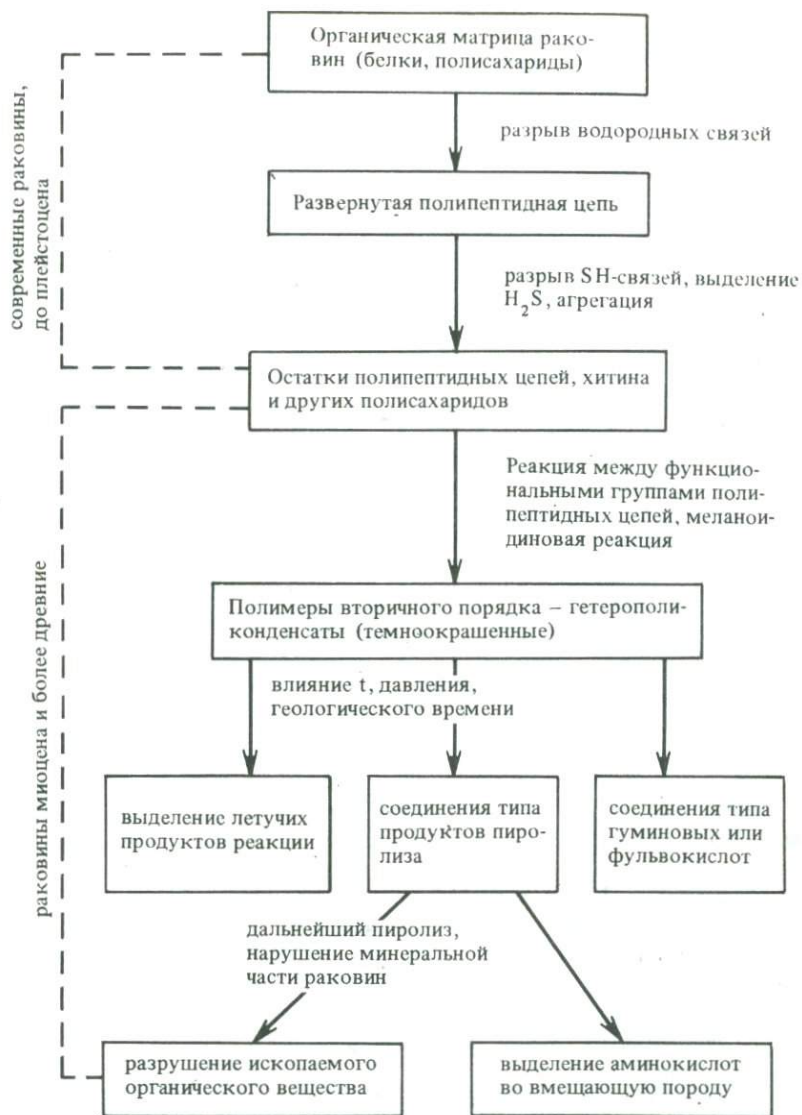 Органическая матрица рако-
вин (белки, полисахариды)
разрыв водородных связей
Развернутая полипептидная цепь
разрыв SH-связей, выделение
H₂S, агрегация
современные раковины,
до плейстоцена
Остатки полипептидных цепей, хитина
и других полисахаридов
Реакция между функцио-
нальными группами поли-
пептидных цепей, меланои-
диновая реакция
Полимеры вторичного порядка – гетерополи-
конденсаты (темноокрашенные)
влияние t, давления,
геологического времени
выделение летучих
продуктов реакции
соединения типа
продуктов пиро-
лиза
соединения типа
гуминовых или
фульвокислот
дальнейший пиролиз,
нарушение минеральной
части раковин
раковины миоцена и более древние
разрушение ископаемого
органического вещества
выделение аминокислот
во вмещающую породу